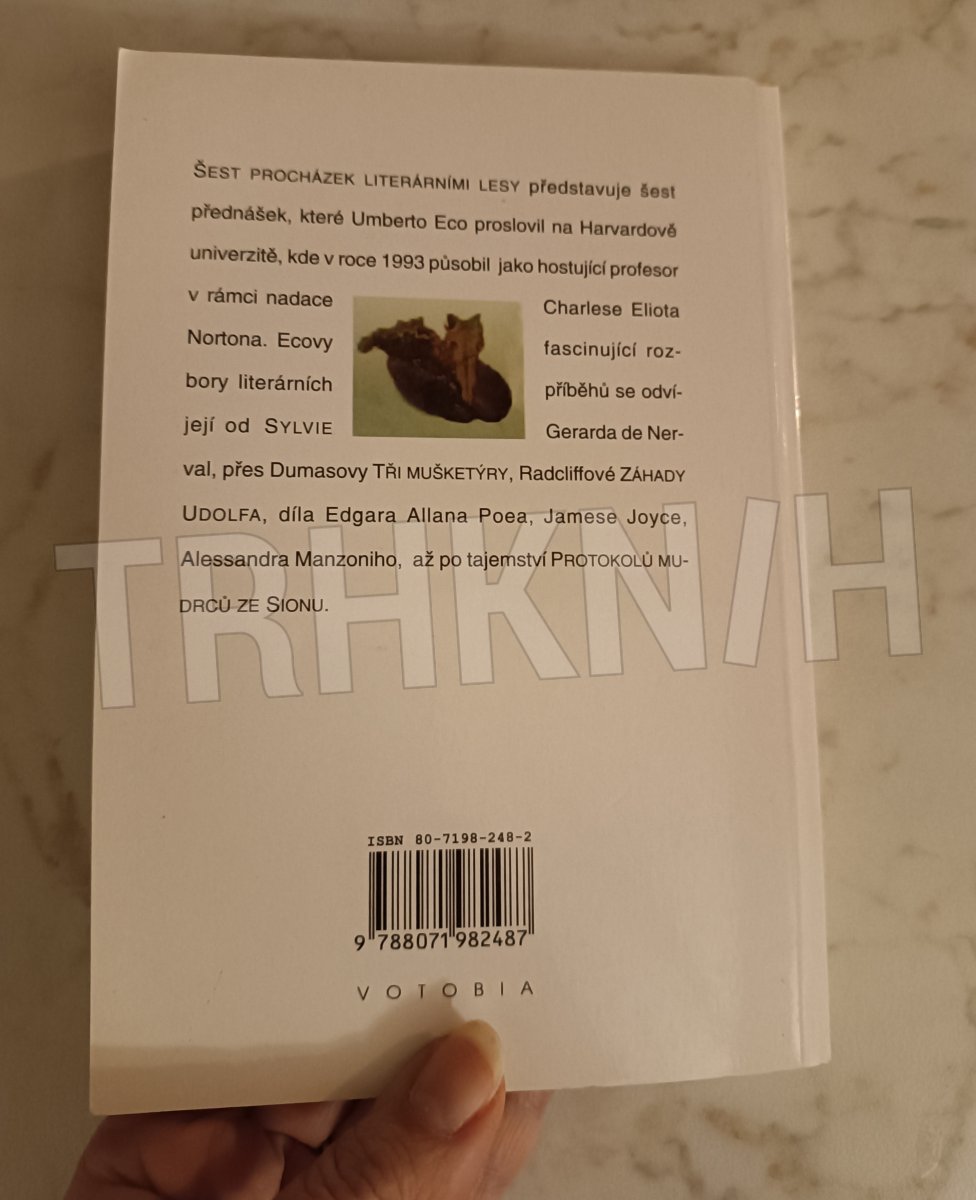 ŠEST PROCHÁZEK LITERÁRNÍMI LESY představuje šest
přednášek, které Umberto Eco proslovil na Harvardově
univerzitě, kde v roce 1993 působil jako hostující profesor
v rámci nadace Charlese Eliota
Nortona. Ecovy fascinující roz-
bory literárních příběhů se odví-
její od SYLVIE Gerarda de Ner-
val, přes Dumasovy TŘI MUŠKETÝRY, Radcliffové ZÁHADY
UDOLFA, díla Edgara Allana Poea, Jamese Joyce,
Alessandra Manzoniho, až po tajemství PROTOKOLŮ MU-
DRCŮ ZE SIONU.
TRHKNIH
ISBN 80-7198-248-2
9 788071 982487
VOTOBIA